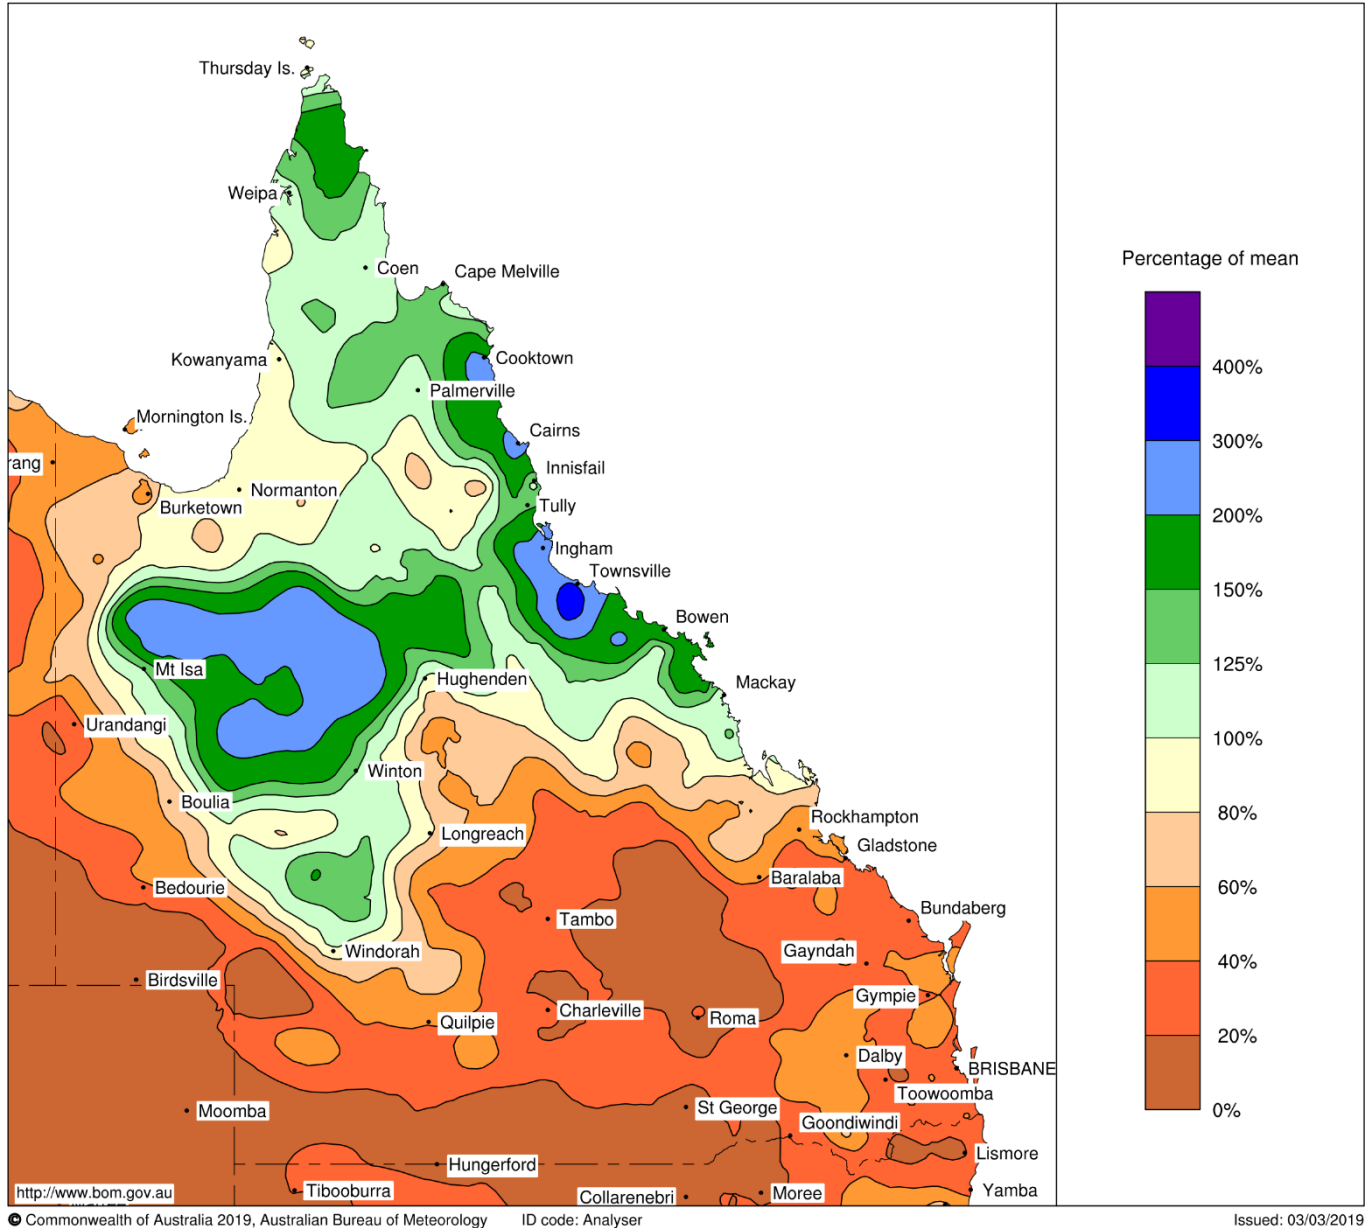 Thursday Is.
Weipa
Coen
Cape Melville
Percentage of mean
Kowanyama
Cooktown
400%
Palmerville
Mornington Is.
Cairns
300%
rang
Innisfail
Normanton
Burketown
Tully
200%
Ingham
Townsville
150%
Bowen
Mt Isa
125%
Hughenden
Mackay
Urandangi
100%
Winton
Boulia
80%
Rockhampton
Longreach
Gladstone
Baralaba
60%
Bedourie
Bundaberg
Tambo
Gayndah
Windorah
40%
Birdsville
Gympie
Charleville
Roma
Quilpie
20%
Dalby
BRISBANE
Toowoomba
Moomba
St George
0%
Goondiwindi
Lismore
Hungerford
http://www.bom.gov.au
Tibooburra
Collarenebri
Moree
Yamba
© Commonwealth of Australia 2019, Australian Bureau of Meteorology ID code: Analyser Issued: 03/03/2019